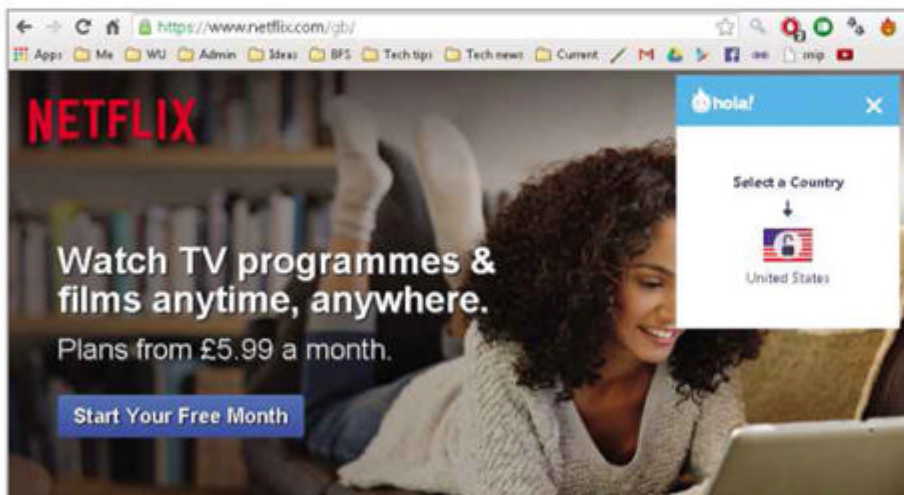 https://www.netflix.com/gb/
Apps Me WU Admin Ideas BFS Tech tips Tech news Current mip
hola!
NETFLIX
Select a Country
United States
Watch TV programmes &
films anytime, anywhere.
Plans from £5.99 a month.
Start Your Free Month